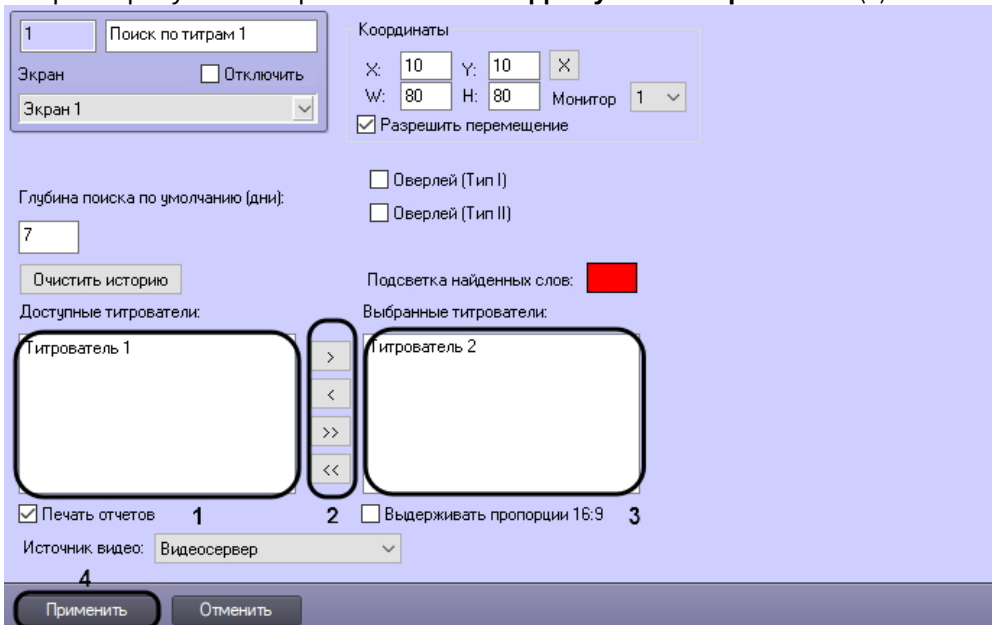 1
Поиск по титрам 1
Координаты
Экран
Отключить
X: 10 Y: 10 X
Экран 1
W: 80 H: 80 Монитор 1
Разрешить перемещение
Оверлей (Тип I)
Глубина поиска по умолчанию (дни):
Оверлей (Тип II)
7
Очистить историю
Подсветка найденных слов:
Доступные титрователи:
Выбранные титрователи:
Титрователь 1
>
Титрователь 2
<
>>
<<
Печать отчетов 1
2
Выдерживать пропорции 16:9 3
Источник видео: Видеосервер
4
Применить
Отменить